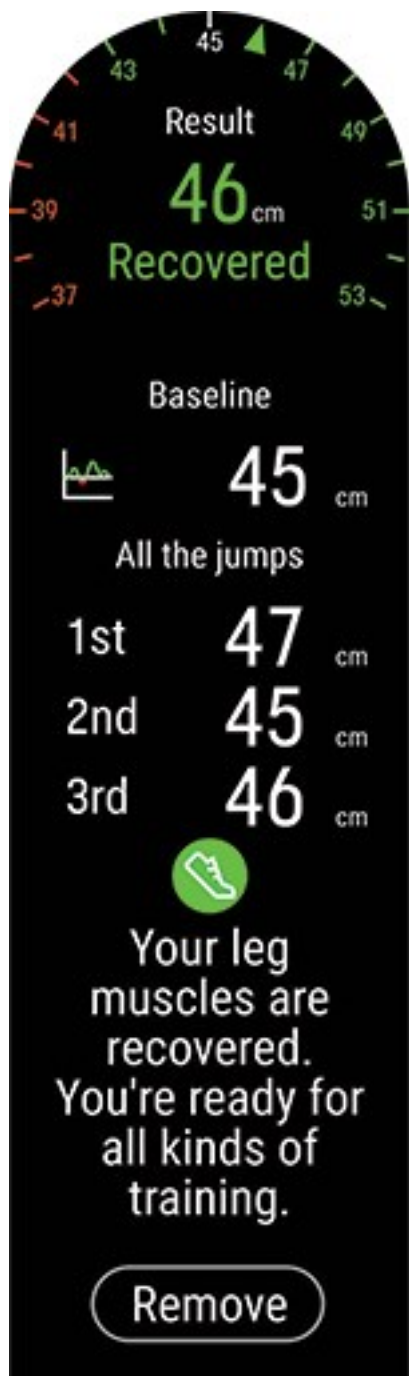 45
43
47
41
49
39
51
37
53
Result
46 cm
Recovered
Baseline
45 cm
All the jumps
1st 47 cm
2nd 45 cm
3rd 46 cm
Your leg
muscles are
recovered.
You're ready for
all kinds of
training.
Remove